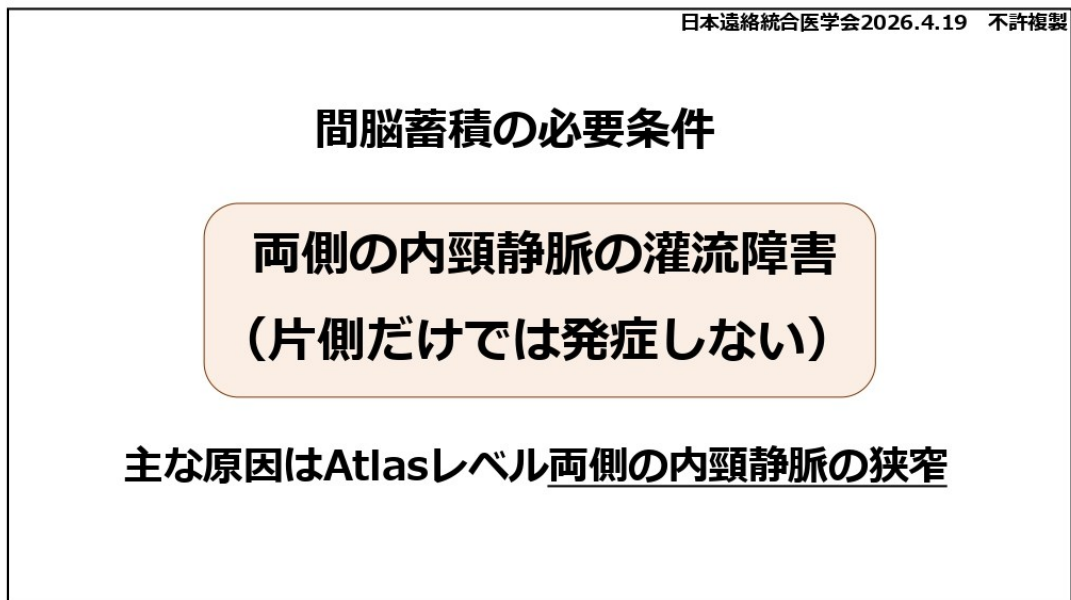 日本遠絡統合医学会2026.4.19　不許複製
間脳蓄積の必要条件
両側の内頸静脈の灌流障害
（片側だけでは発症しない）
主な原因はAtlasレベル両側の内頸静脈の狭窄